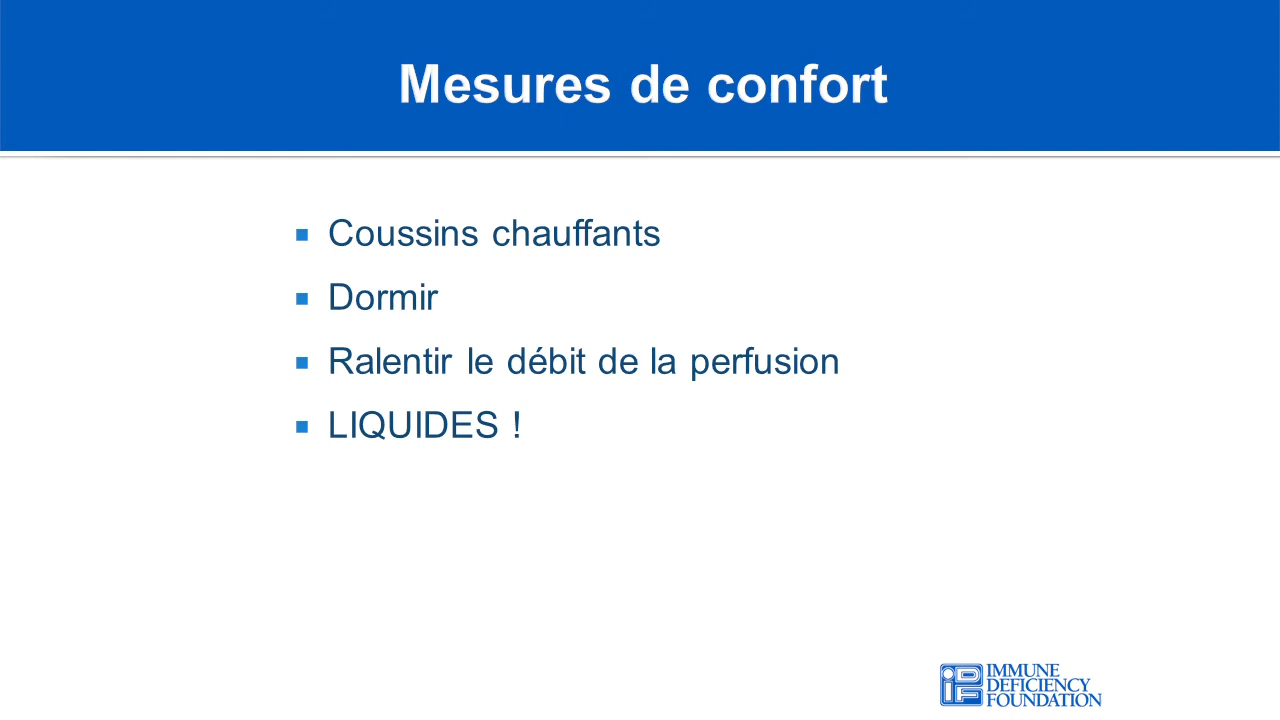 Mesures de confort
Coussins chauffants
Dormir
Ralentir le débit de la perfusion
LIQUIDES !
IMMUNE
DEFICIENCY
FOUNDATION